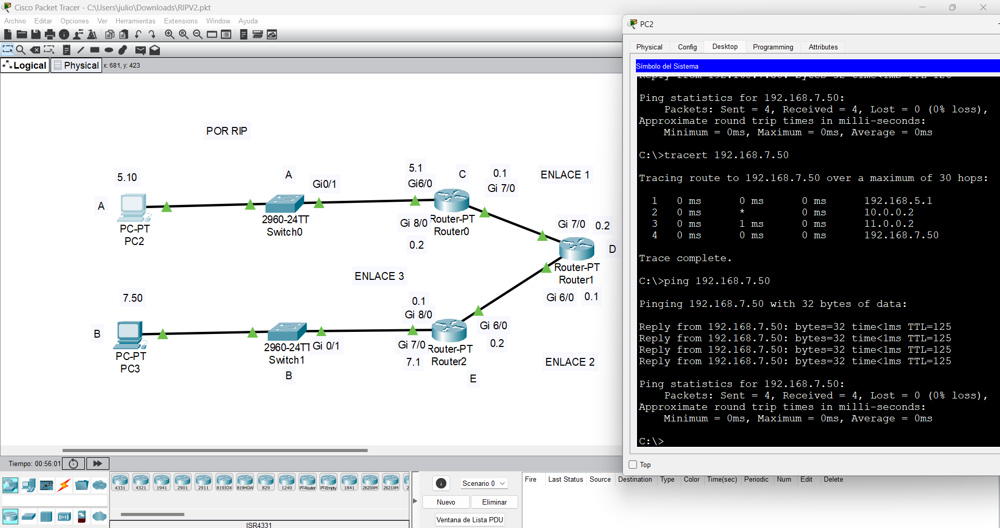 Cisco Packet Tracer - C:\Users\julio\Downloads\RIPV2.pkt
Archivo Editar Opciones Ver Herramientas Extensions Window Ayuda
Logical Physical x: 681, y: 423
POR RIP
5.10
A
Gi0/1
5.1
Gi6/0
C
0.1
Gi 7/0
ENLACE 1
A
PC-PT
PC2
2960-24TT
Switch0
Gi 8/0
0.2
Router-PT
Router0
Gi 7/0
0.2
D
Router-PT
Router1
Gi 6/0
0.1
ENLACE 3
7.50
B
PC-PT
PC3
2960-24TT
Switch1
B
Gi 0/1
0.1
Gi 8/0
Gi 7/0
7.1
Router-PT
Router2
E
Gi 6/0
0.2
ENLACE 2
PC2
Physical Config Desktop Programming Attributes
Símbolo del Sistema
Ping statistics for 192.168.7.50:
Packets: Sent = 4, Received = 4, Lost = 0 (0% loss),
Approximate round trip times in milli-seconds:
Minimum = 0ms, Maximum = 0ms, Average = 0ms
C:\>tracert 192.168.7.50
Tracing route to 192.168.7.50 over a maximum of 30 hops:
1 0 ms 0 ms 0 ms 192.168.5.1
2 0 ms * 0 ms 10.0.0.2
3 0 ms 1 ms 0 ms 11.0.0.2
4 0 ms 0 ms 0 ms 192.168.7.50
Trace complete.
C:\>ping 192.168.7.50
Pinging 192.168.7.50 with 32 bytes of data:
Reply from 192.168.7.50: bytes=32 time<1ms TTL=125
Reply from 192.168.7.50: bytes=32 time<1ms TTL=125
Reply from 192.168.7.50: bytes=32 time<1ms TTL=125
Reply from 192.168.7.50: bytes=32 time<1ms TTL=125
Ping statistics for 192.168.7.50:
Packets: Sent = 4, Received = 4, Lost = 0 (0% loss),
Approximate round trip times in milli-seconds:
Minimum = 0ms, Maximum = 0ms, Average = 0ms
C:\>
Top
Tiempo: 00:56:01
4331 4321 1941 2901 2911 819IOX 819HGW 829 1240 PT-Router PT-Empty 1841 2620XM 2621XM 2
ISR4331
Scenario 0
Nuevo Eliminar
Ventana de Lista PDU
Fire Last Status Source Destination Type Color Time(sec) Periodic Num Edit Delete